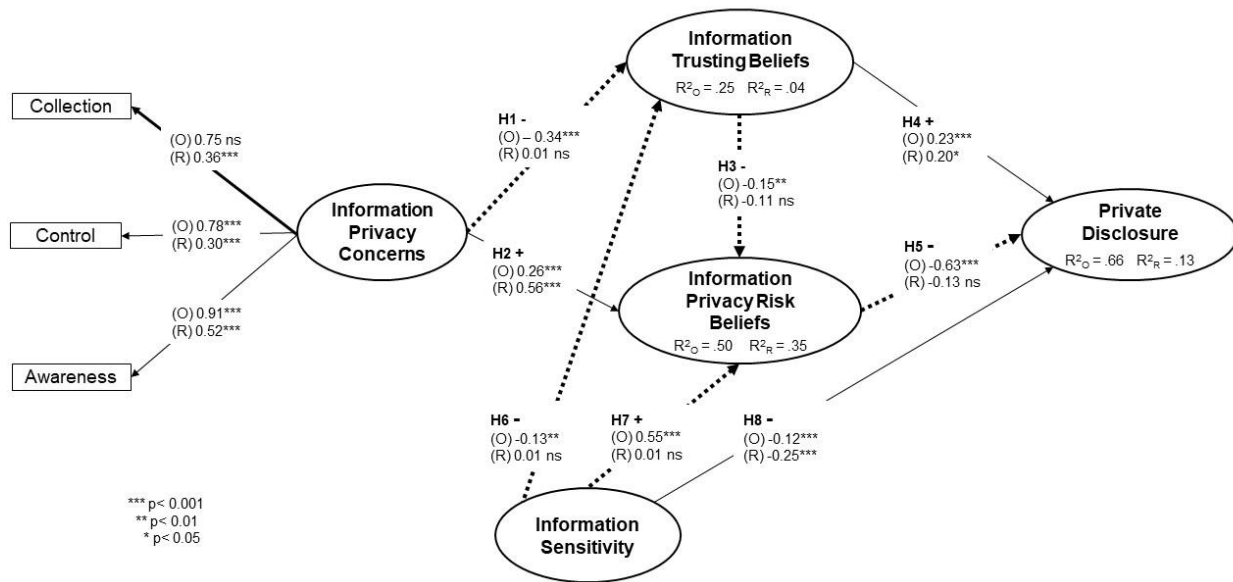 Information
Trusting Beliefs
R²O = .25 R²R = .04
Collection
(O) 0.75 ns
(R) 0.36***
H1 -
(O) – 0.34***
(R) 0.01 ns
H4 +
(O) 0.23***
(R) 0.20*
H3 -
(O) -0.15**
(R) -0.11 ns
Control
(O) 0.78***
(R) 0.30***
Information
Privacy
Concerns
H2 +
(O) 0.26***
(R) 0.56***
Private
Disclosure
R²O = .66 R²R = .13
H5 -
(O) -0.63***
(R) -0.13 ns
Information
Privacy Risk
Beliefs
R²O = .50 R²R = .35
(O) 0.91***
(R) 0.52***
Awareness
H6 -
(O) -0.13**
(R) 0.01 ns
H7 +
(O) 0.55***
(R) 0.01 ns
H8 -
(O) -0.12***
(R) -0.25***
*** p< 0.001
** p< 0.01
* p< 0.05
Information
Sensitivity